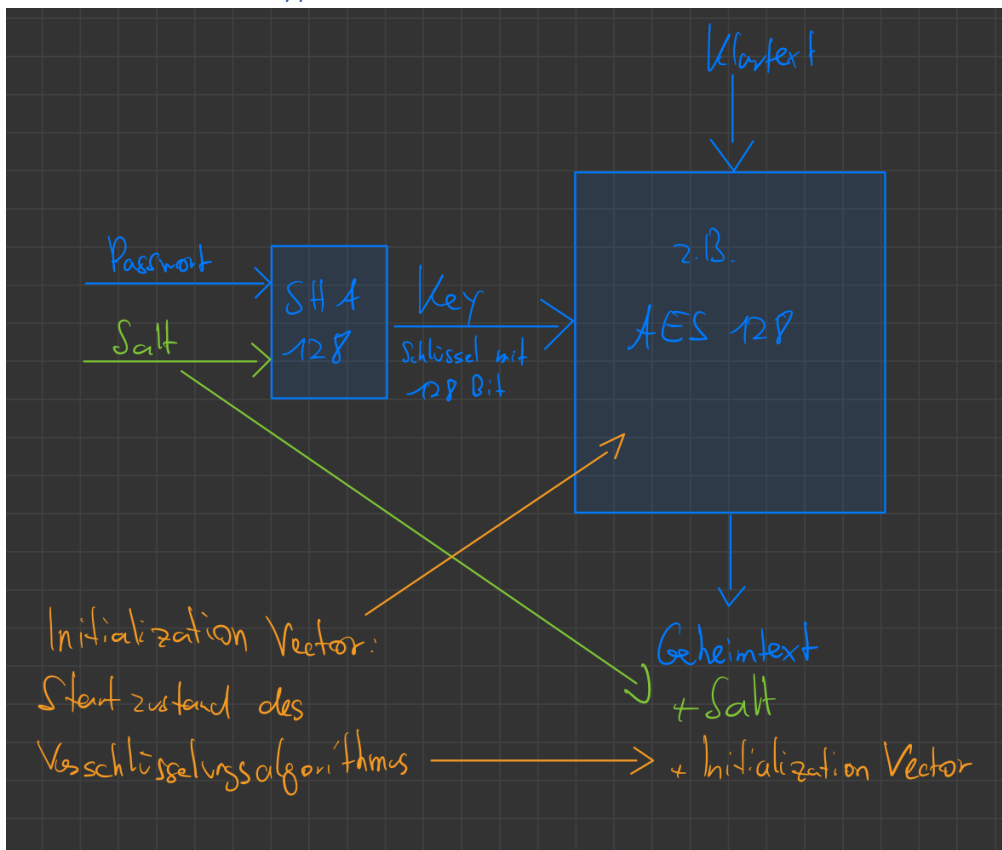 Klartext
Passwort
Salt
SHA
128
Key
Schlüssel mit
128 Bit
z.B.
AES 128
Initialization Vector:
Startzustand des
Verschlüsselungsalgorithmus
Geheimtext
+ Salt
+ Initialization Vector